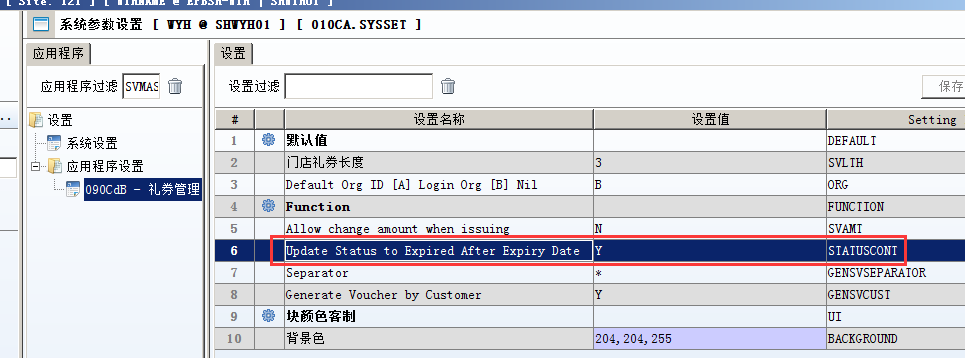 系统参数设置 [ WYH @ SHWYH01 ] [ 010CA.SYSSET ]
应用程序
应用程序过滤 SVMAS
设置
系统设置
应用程序设置
090CdB - 礼券管理
设置
设置过滤
保存
# 设置名称 设置值 Setting
1 默认值 DEFAULT
2 门店礼券长度 3 SVLTH
3 Default Org ID [A] Login Org [B] Nil B ORG
4 Function FUNCTION
5 Allow change amount when issuing N SVAMT
6 Update Status to Expired After Expiry Date Y STATUSCONT
7 Separator * GENSVSEPARATOR
8 Generate Voucher by Customer Y GENSVCUST
9 块颜色客制 UI
10 背景色 204,204,255 BACKGROUND